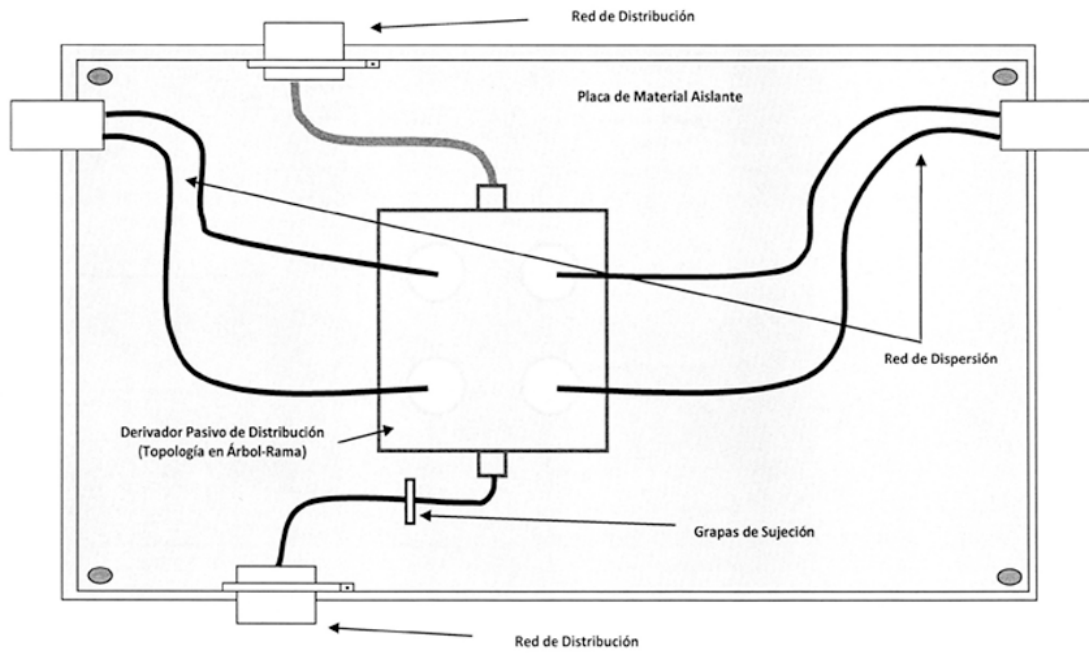 Red de Distribución
Placa de Material Aislante
Red de Dispersión
Derivador Pasivo de Distribución
(Topología en Árbol-Rama)
Grapas de Sujeción
Red de Distribución